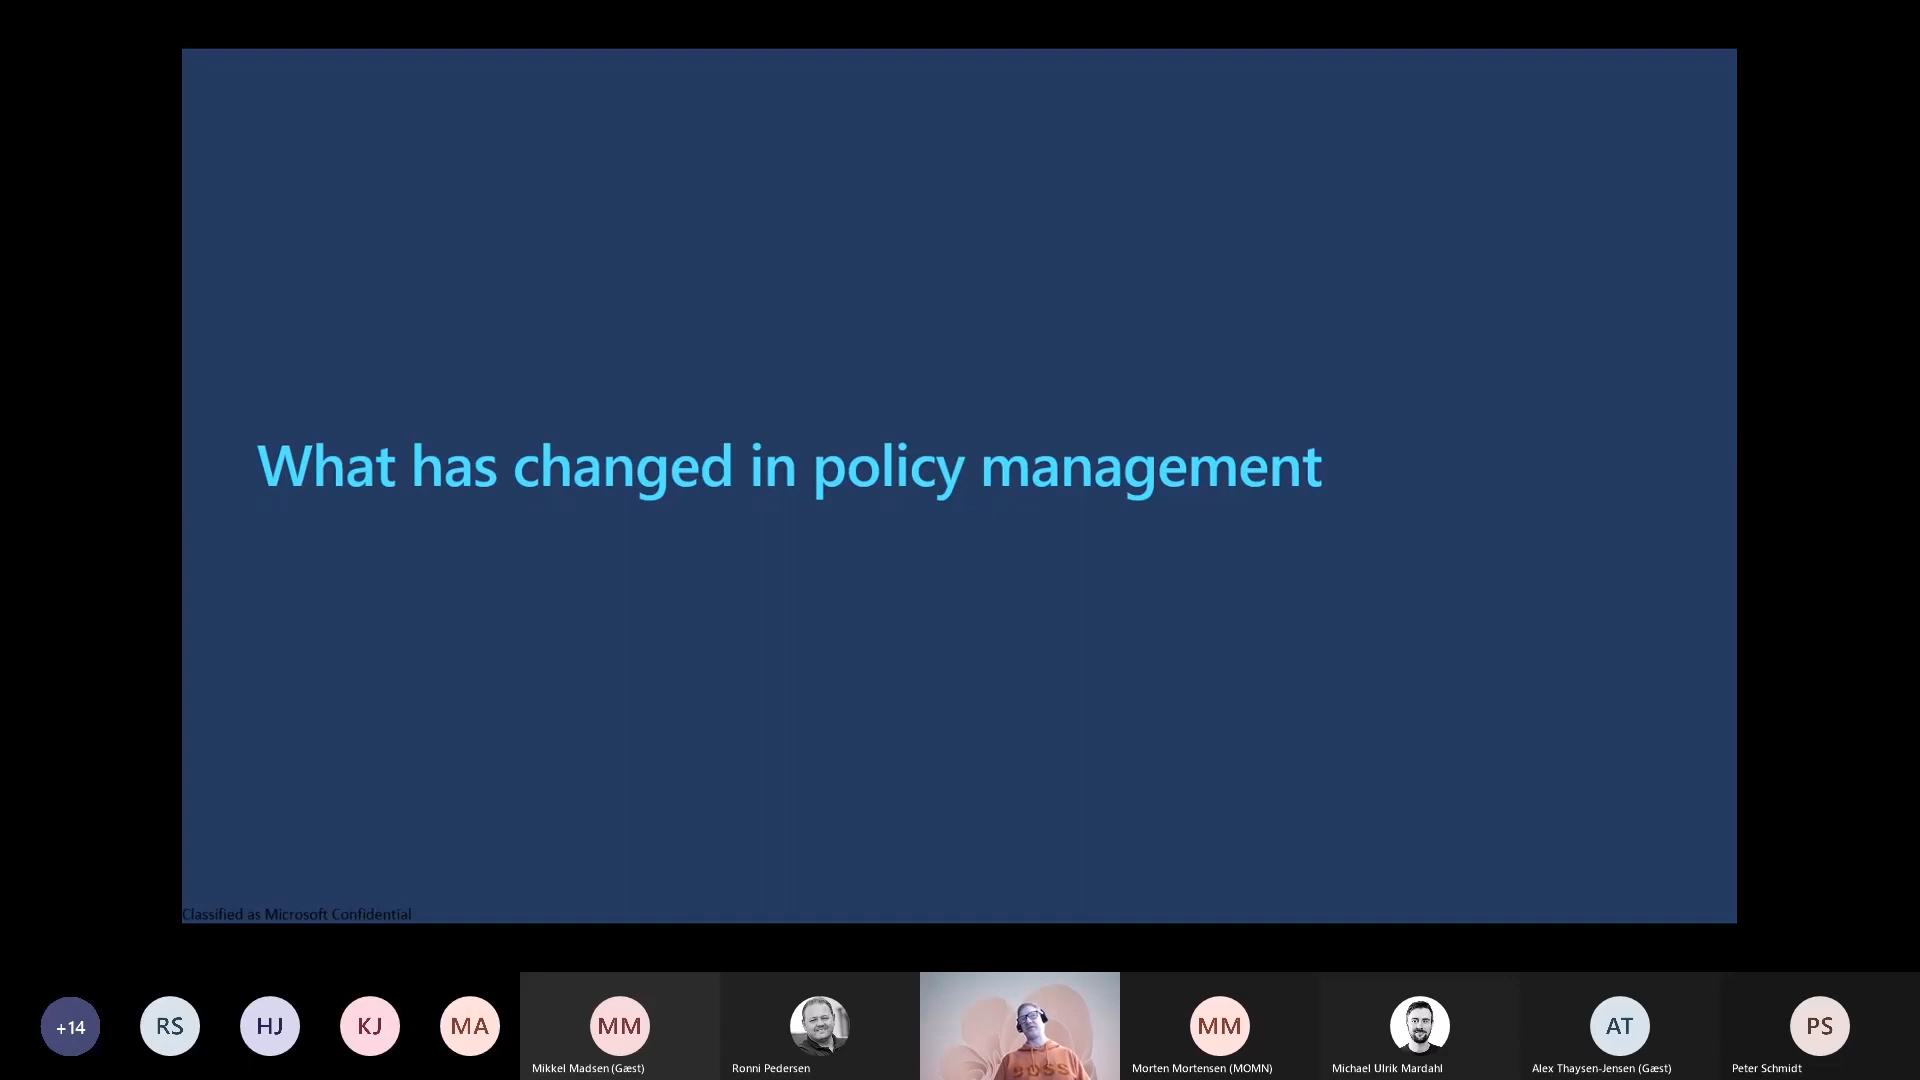 What has changed in policy management
Classified as Microsoft Confidential
+14
RS
HJ
KJ
MA
MM
Mikkel Madsen (Gæst)
Ronni Pedersen
BOSS
MM
Morten Mortensen (MOMN)
Michael Ulrik Mardahl
AT
Alex Thaysen-Jensen (Gæst)
PS
Peter Schmidt